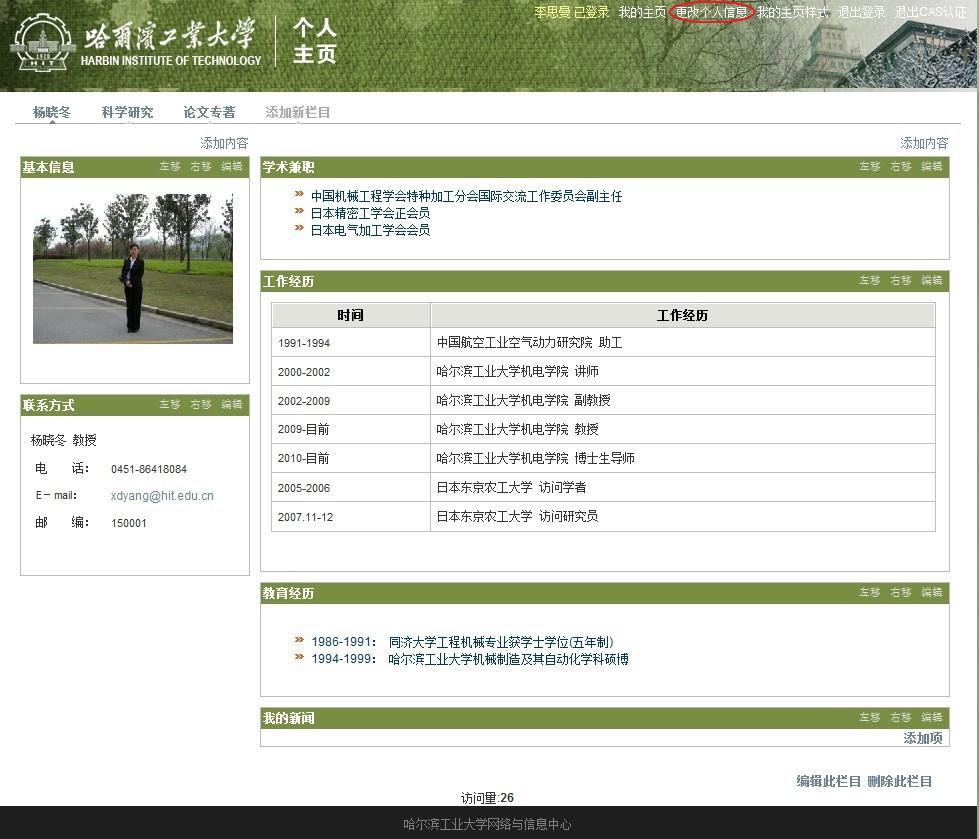 李思曼 已登录 我的主页 更改个人信息 我的主页样式 退出登录 退出CAS认证
哈尔滨工业大学
HARBIN INSTITUTE OF TECHNOLOGY
个人
主页
HIT
杨晓冬 科学研究 论文专著 添加新栏目
添加内容
添加内容
基本信息 左移 右移 编辑
联系方式 左移 右移 编辑
杨晓冬 教授
电 话： 0451-86418084
E－mail： xdyang@hit.edu.cn
邮 编： 150001
学术兼职 左移 右移 编辑
中国机械工程学会特种加工分会国际交流工作委员会副主任
日本精密工学会正会员
日本电气加工学会会员
工作经历 左移 右移 编辑
时间 工作经历
1991-1994 中国航空工业空气动力研究院 助工
2000-2002 哈尔滨工业大学机电学院 讲师
2002-2009 哈尔滨工业大学机电学院 副教授
2009-目前 哈尔滨工业大学机电学院 教授
2010-目前 哈尔滨工业大学机电学院 博士生导师
2005-2006 日本东京农工大学 访问学者
2007.11-12 日本东京农工大学 访问研究员
教育经历 左移 右移 编辑
1986-1991： 同济大学工程机械专业获学士学位(五年制)
1994-1999： 哈尔滨工业大学机械制造及其自动化学科硕博
我的新闻 左移 右移 编辑
添加项
编辑此栏目 删除此栏目
访问量:26
哈尔滨工业大学网络与信息中心